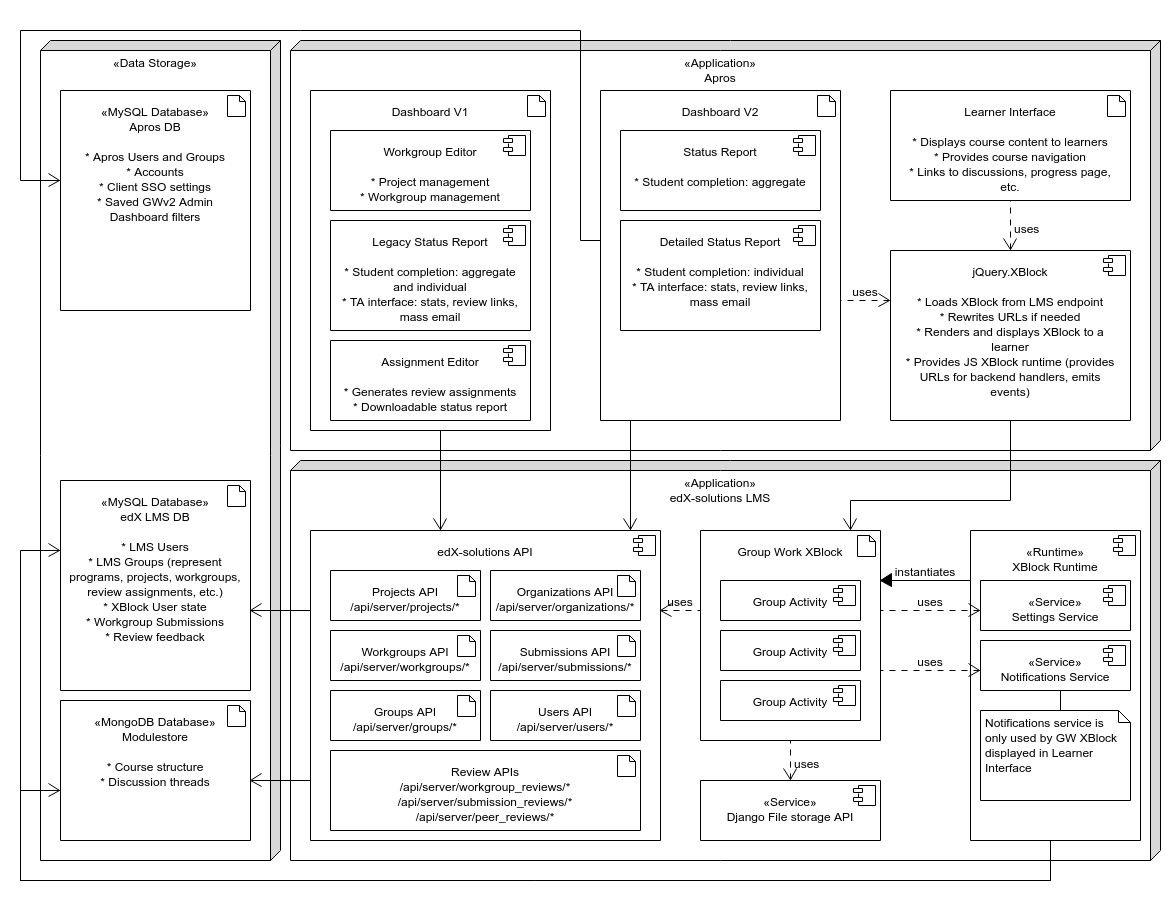 «Data Storage»
«MySQL Database»
Apros DB
* Apros Users and Groups
* Accounts
* Client SSO settings
* Saved GWv2 Admin
Dashboard filters
«MySQL Database»
edX LMS DB
* LMS Users
* LMS Groups (represent
programs, projects, workgroups,
review assignments, etc.)
* XBlock User state
* Workgroup Submissions
* Review feedback
«MongoDB Database»
Modulestore
* Course structure
* Discussion threads
«Application»
Apros
Dashboard V1
Workgroup Editor
* Project management
* Workgroup management
Legacy Status Report
* Student completion: aggregate
and individual
* TA interface: stats, review links,
mass email
Assignment Editor
* Generates review assignments
* Downloadable status report
Dashboard V2
Status Report
* Student completion: aggregate
Detailed Status Report
* Student completion: individual
* TA interface: stats, review links,
mass email
uses
Learner Interface
* Displays course content to learners
* Provides course navigation
* Links to discussions, progress page,
etc.
uses
jQuery.XBlock
* Loads XBlock from LMS endpoint
* Rewrites URLs if needed
* Renders and displays XBlock to a
learner
* Provides JS XBlock runtime (provides
URLs for backend handlers, emits
events)
«Application»
edX-solutions LMS
edX-solutions API
Projects API
/api/server/projects/*
Organizations API
/api/server/organizations/*
Workgroups API
/api/server/workgroups/*
Submissions API
/api/server/submissions/*
Groups API
/api/server/groups/*
Users API
/api/server/users/*
Review APIs
/api/server/workgroup_reviews/*
/api/server/submission_reviews/*
/api/server/peer_reviews/*
uses
Group Work XBlock
Group Activity
Group Activity
Group Activity
uses
«Service»
Django File storage API
instantiates
uses
uses
«Runtime»
XBlock Runtime
«Service»
Settings Service
«Service»
Notifications Service
Notifications service is
only used by GW XBlock
displayed in Learner
Interface